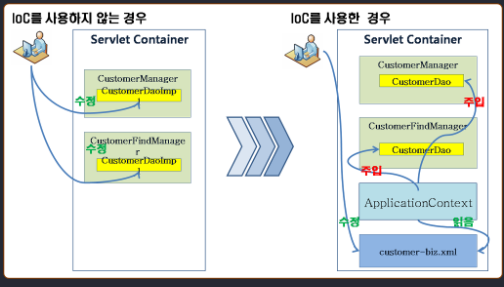 IoC를 사용하지 않는 경우
Servlet Container
CustomerManager
CustomerDaoImp
l
수정
CustomerFindManage
r
수정
CustomerDaoImp
l
IoC를 사용한 경우
Servlet Container
CustomerManager
CustomerDao
주입
CustomerFindManager
CustomerDao
주입
ApplicationContext
수정
읽음
customer-biz.xml